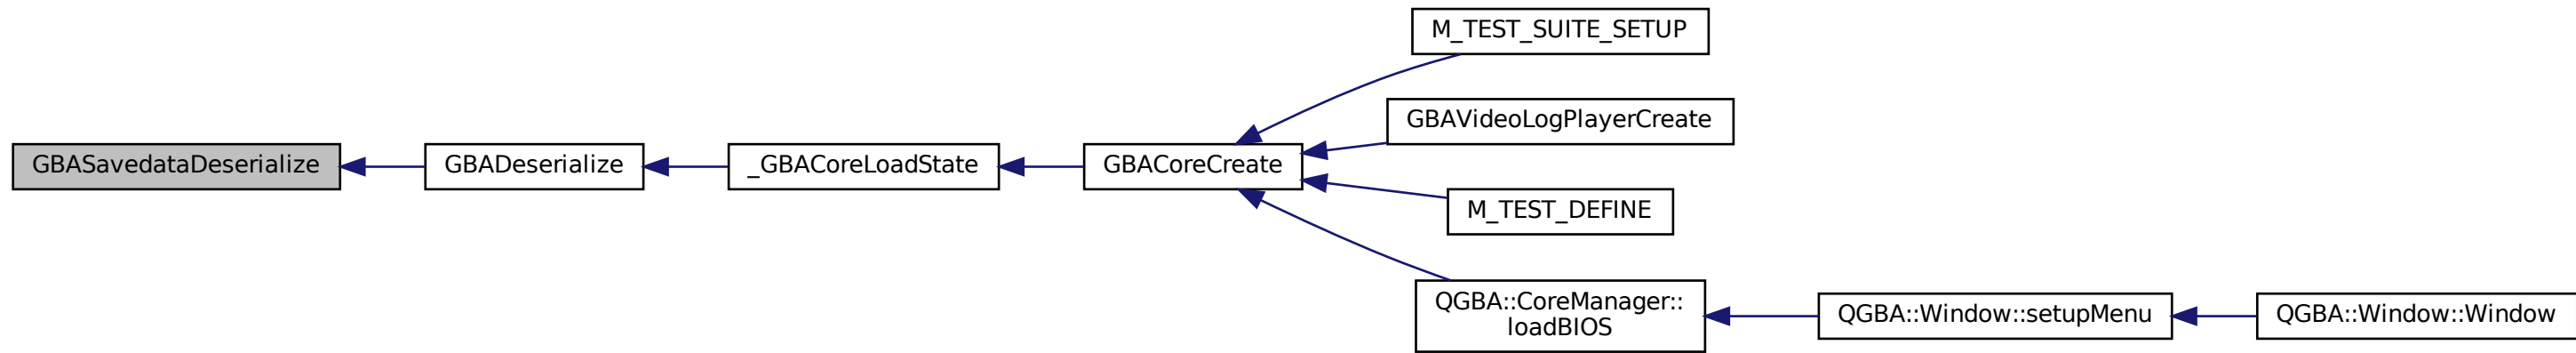 M_TEST_SUITE_SETUP
GBAVideoLogPlayerCreate
GBASavedataDeserialize
GBADeserialize
_GBACoreLoadState
GBACoreCreate
M_TEST_DEFINE
QGBA::CoreManager::
loadBIOS
QGBA::Window::setupMenu
QGBA::Window::Window